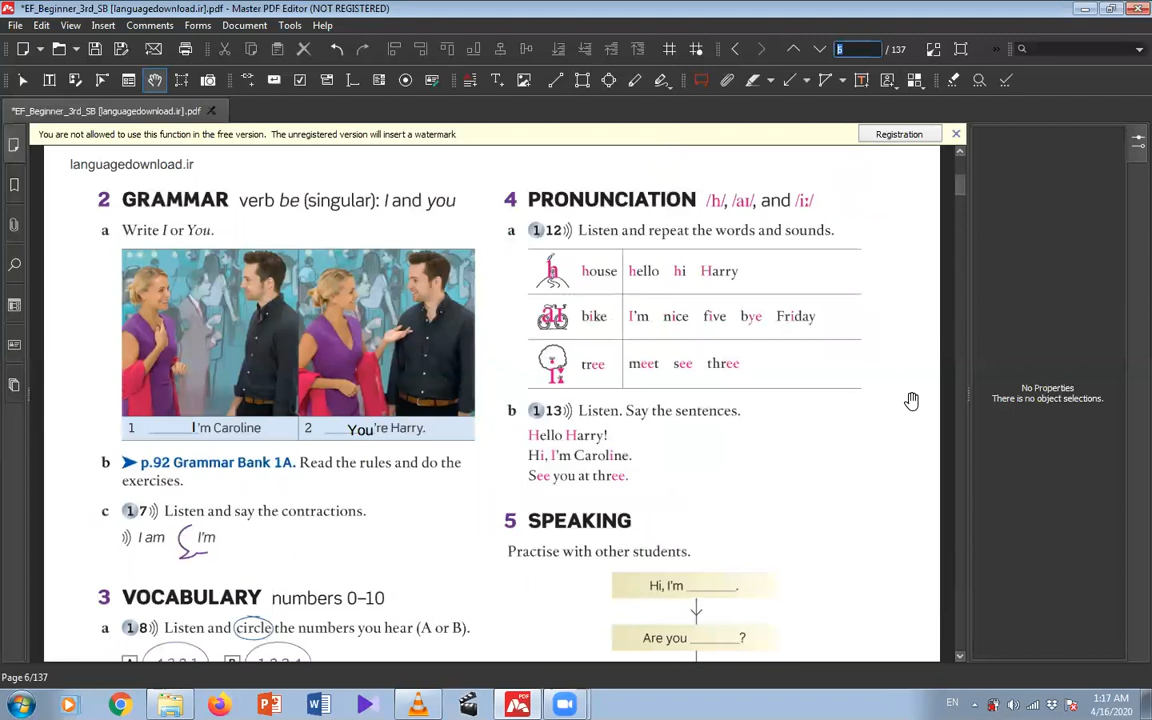 *EF_Beginner_3rd_SB [languagedownload.ir].pdf - Master PDF Editor (NOT REGISTERED)
File Edit View Insert Comments Forms Document Tools Help
/ 137
*EF_Beginner_3rd_SB [languagedownload.ir].pdf
You are not allowed to use this function in the free version. The unregistered version will insert a watermark
Registration
languagedownload.ir
2 GRAMMAR verb be (singular): I and you
a Write I or You.
1 ______I'm Caroline
2 ____You're Harry.
b p.92 Grammar Bank 1A. Read the rules and do the
exercises.
c 1 7 Listen and say the contractions.
I am I'm
3 VOCABULARY numbers 0–10
a 1 8 Listen and circle the numbers you hear (A or B).
4 PRONUNCIATION /h/, /aɪ/, and /iː/
a 1 12 Listen and repeat the words and sounds.
h house hello hi Harry
aɪ bike I'm nice five bye Friday
iː tree meet see three
b 1 13 Listen. Say the sentences.
Hello Harry!
Hi, I'm Caroline.
See you at three.
5 SPEAKING
Practise with other students.
Hi, I'm ______.
Are you ______?
No Properties
There is no object selections.
Page 6/137
EN
1:17 AM
4/16/2020